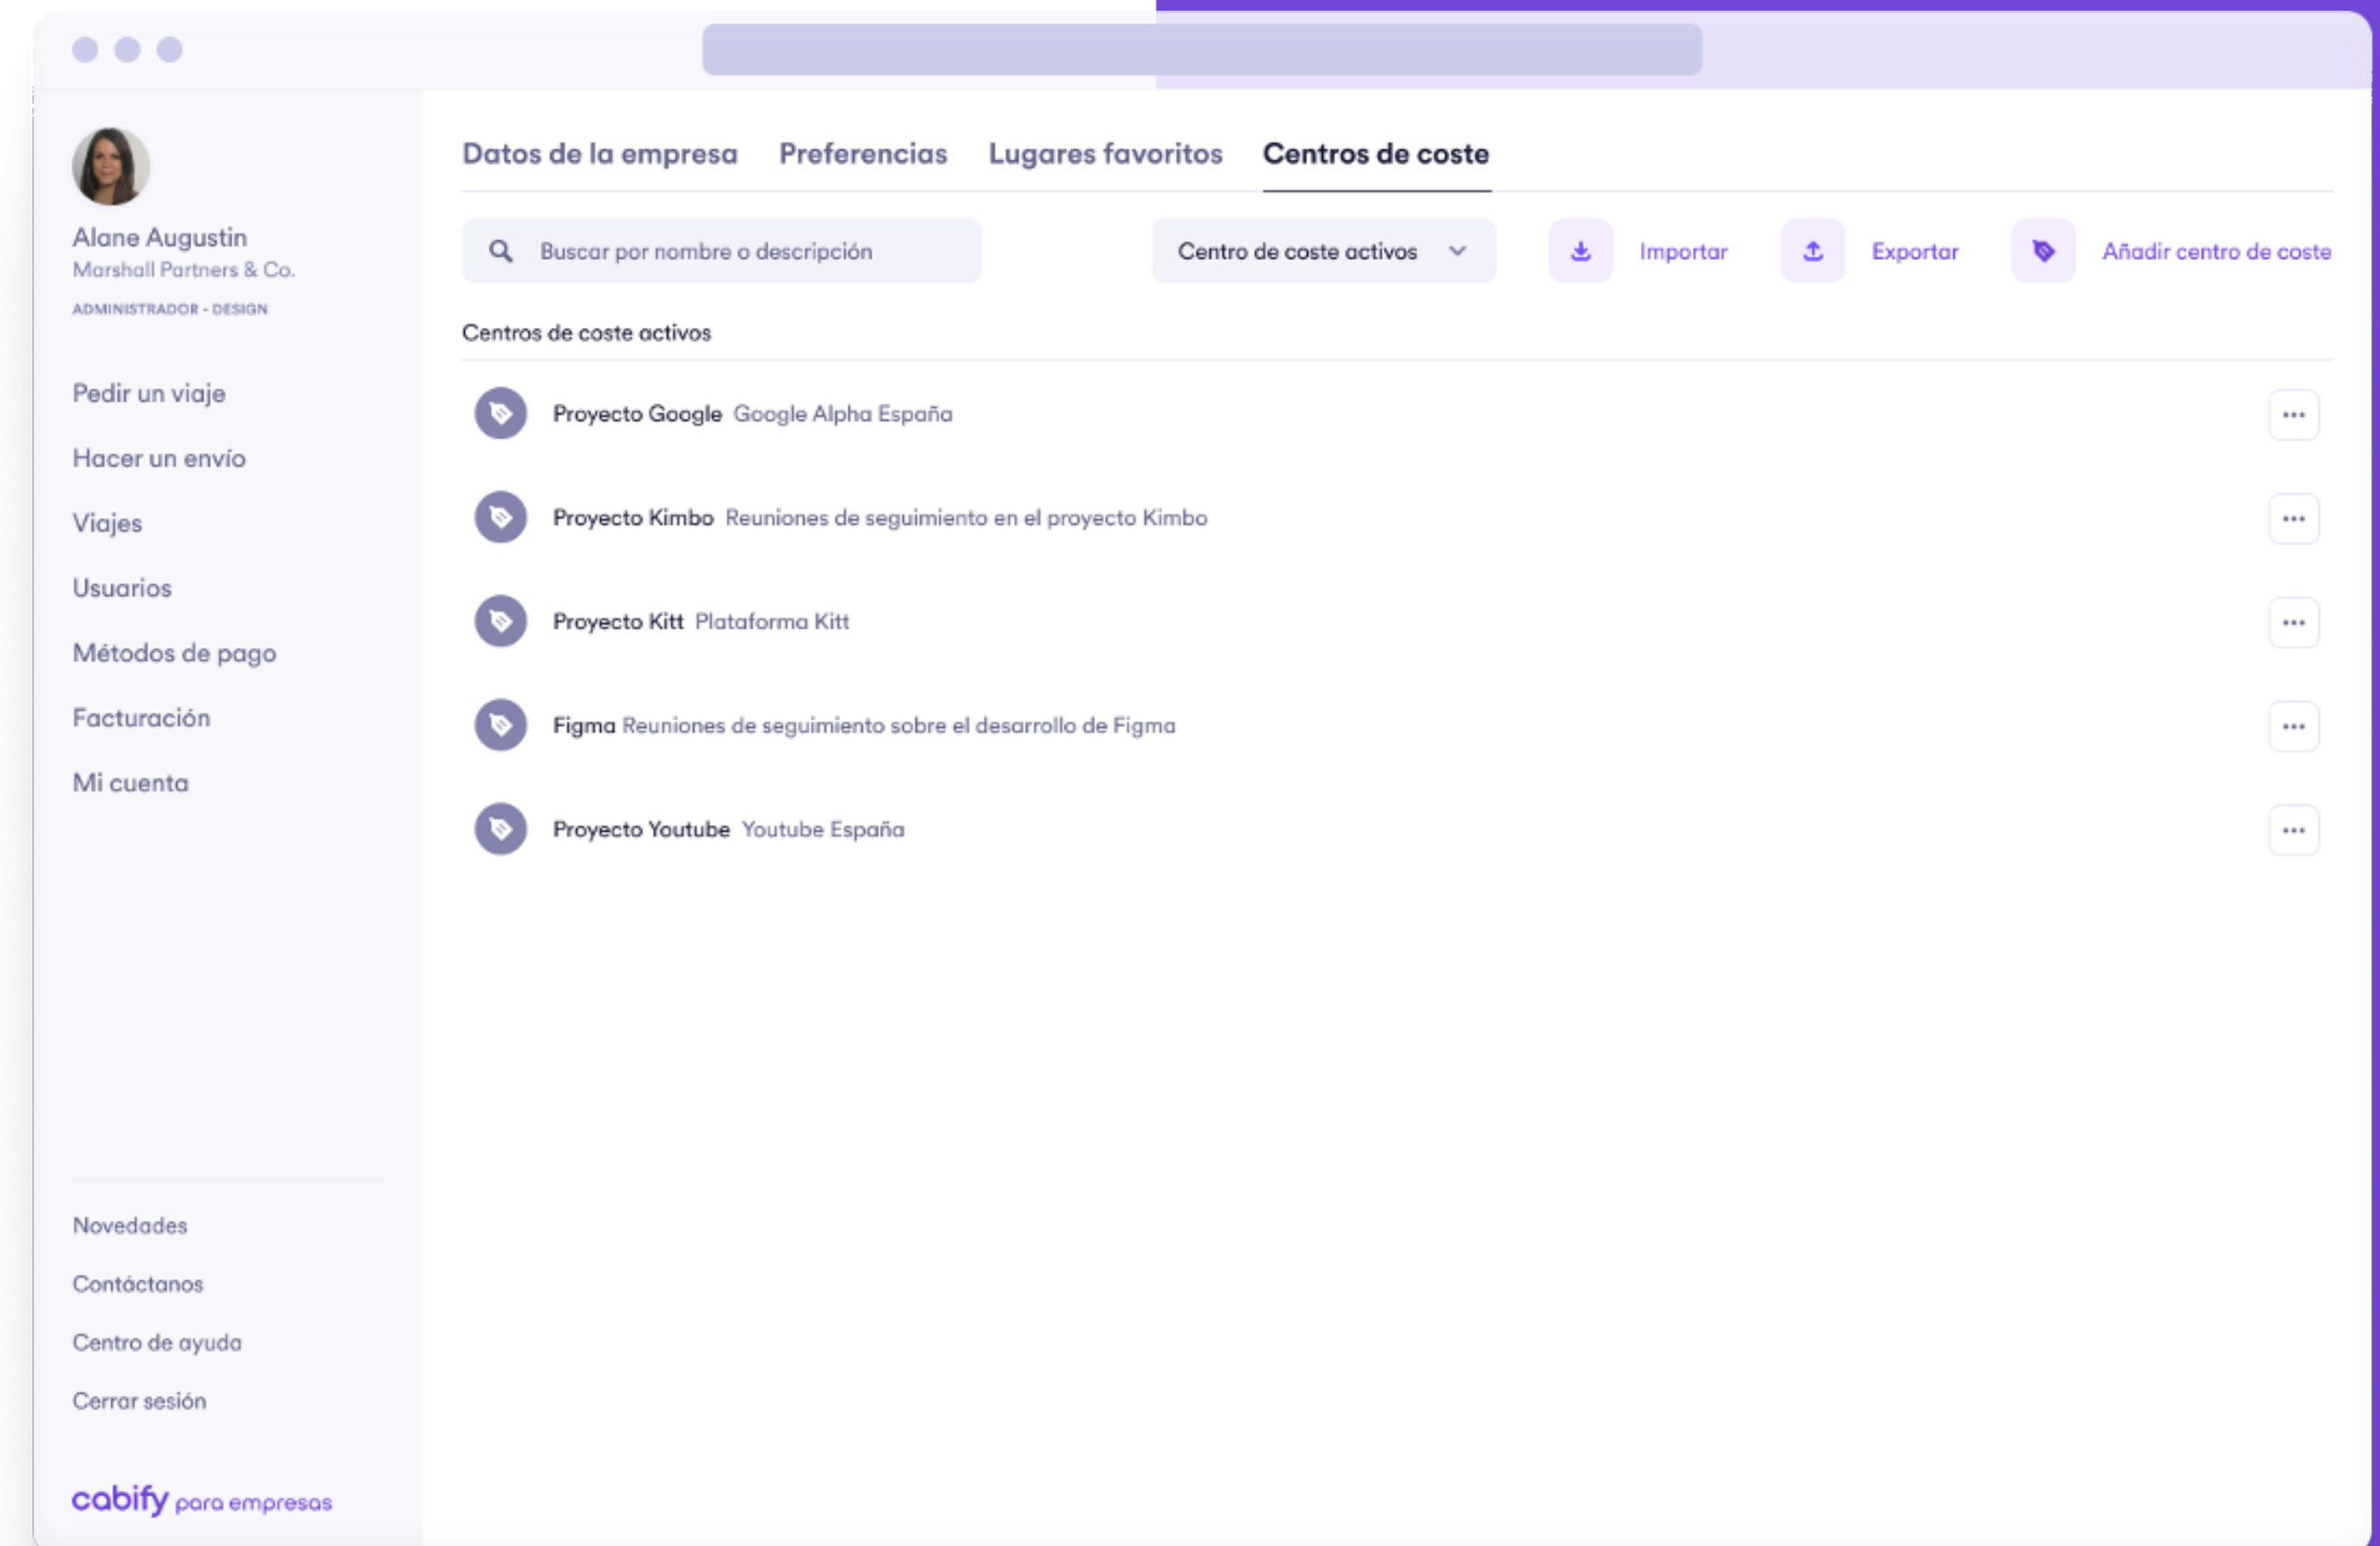 Alane Augustin
Marshall Partners & Co.
ADMINISTRADOR - DESIGN
Pedir un viaje
Hacer un envío
Viajes
Usuarios
Métodos de pago
Facturación
Mi cuenta
Novedades
Contáctanos
Centro de ayuda
Cerrar sesión
cabify para empresas
Datos de la empresa Preferencias Lugares favoritos Centros de coste
Buscar por nombre o descripción Centro de coste activos Importar Exportar Añadir centro de coste
Centros de coste activos
Proyecto Google Google Alpha España
Proyecto Kimbo Reuniones de seguimiento en el proyecto Kimbo
Proyecto Kitt Plataforma Kitt
Figma Reuniones de seguimiento sobre el desarrollo de Figma
Proyecto Youtube Youtube España